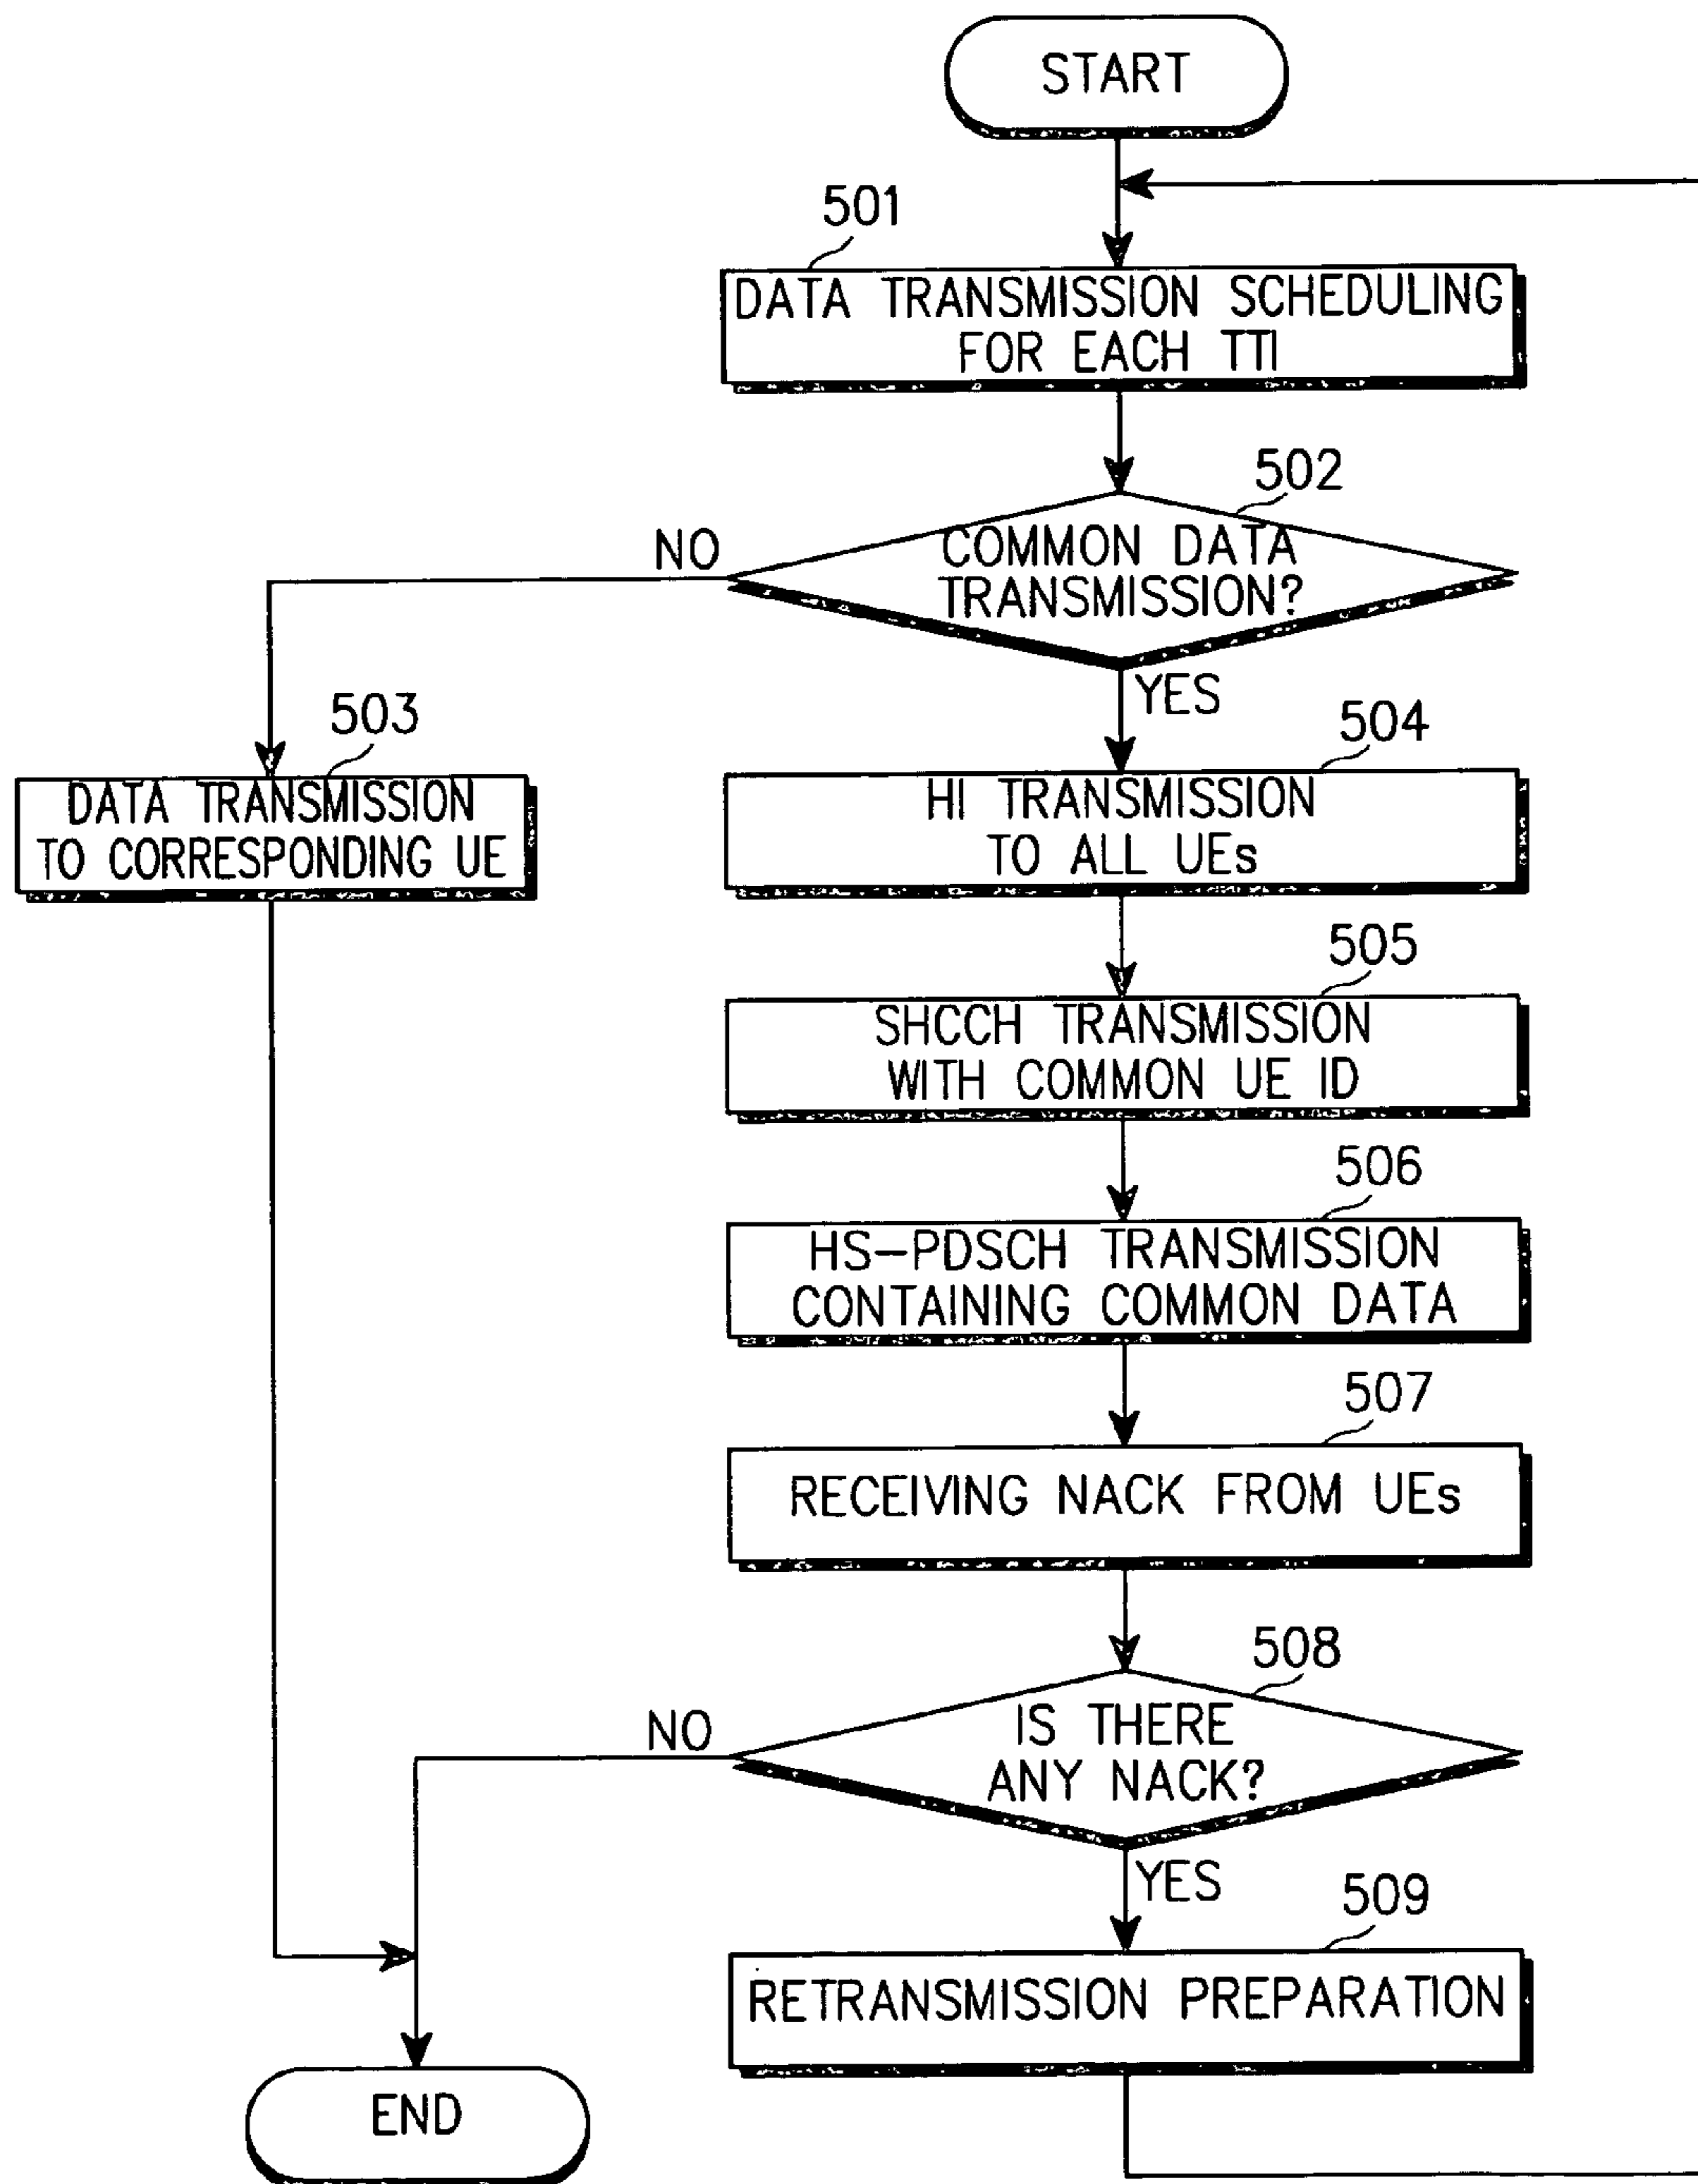 START
501
DATA TRANSMISSION SCHEDULING
FOR EACH TTI
502
COMMON DATA
TRANSMISSION?
NO
YES
503
DATA TRANSMISSION
TO CORRESPONDING UE
504
HI TRANSMISSION
TO ALL UEs
505
SHCCH TRANSMISSION
WITH COMMON UE ID
506
HS-PDSCH TRANSMISSION
CONTAINING COMMON DATA
507
RECEIVING NACK FROM UEs
508
IS THERE
ANY NACK?
NO
YES
509
RETRANSMISSION PREPARATION
END